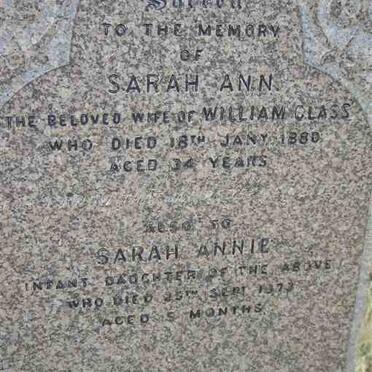 Sacred
TO THE MEMORY
OF
SARAH ANN
THE BELOVED WIFE OF WILLIAM GLASS
WHO DIED 18TH JANY 1880
AGED 34 YEARS
ALSO TO
SARAH ANNIE
INFANT DAUGHTER OF THE ABOVE
WHO DIED 25TH SEPT 1873
AGED 5 MONTHS